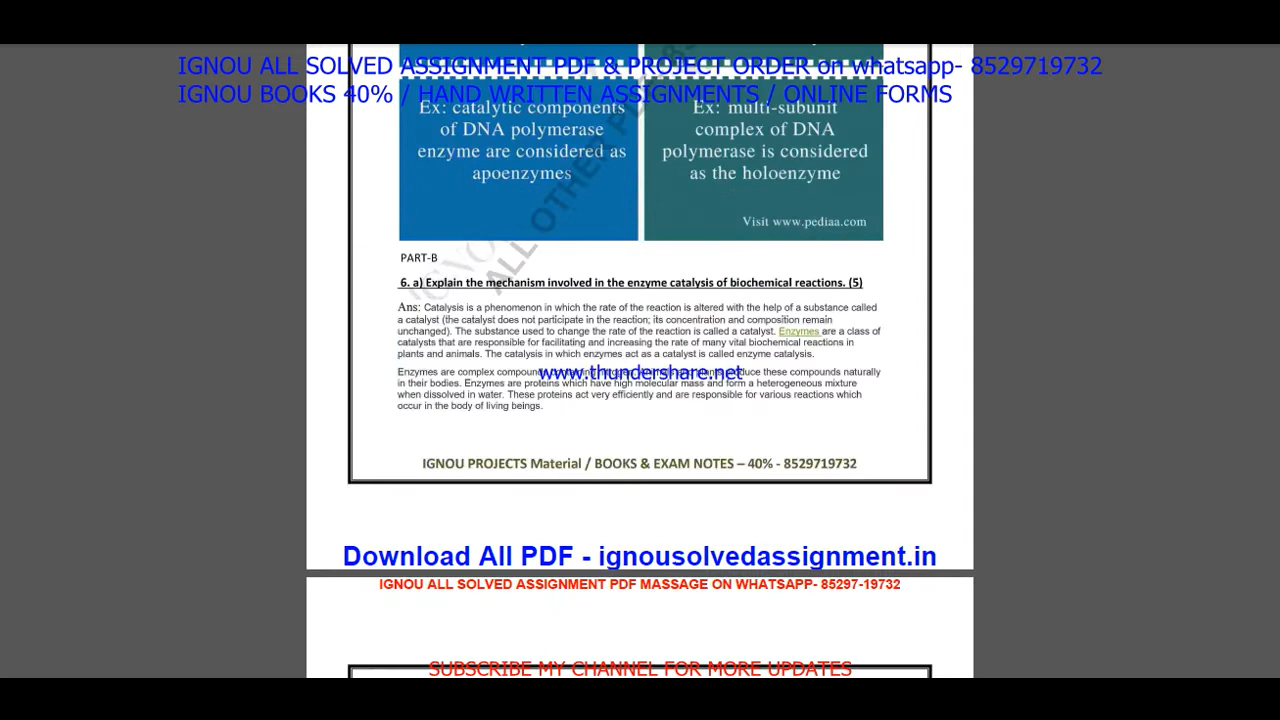 IGNOU ALL SOLVED ASSIGNMENT PDF & PROJECT ORDER on whatsapp- 8529719732
IGNOU BOOKS 40% / HAND WRITTEN ASSIGNMENTS / ONLINE FORMS
Ex: catalytic components
of DNA polymerase
enzyme are considered as
apoenzymes
Ex: multi-subunit
complex of DNA
polymerase is considered
as the holoenzyme
Visit www.pediaa.com
ALL OTHER
IGNO
PART-B
6. a) Explain the mechanism involved in the enzyme catalysis of biochemical reactions. (5)
Ans: Catalysis is a phenomenon in which the rate of the reaction is altered with the help of a substance called
a catalyst (the catalyst does not participate in the reaction; its concentration and composition remain
unchanged). The substance used to change the rate of the reaction is called a catalyst. Enzymes are a class of
catalysts that are responsible for facilitating and increasing the rate of many vital biochemical reactions in
plants and animals. The catalysis in which enzymes act as a catalyst is called enzyme catalysis.
www.thundershare.net
Enzymes are complex compounds these compounds naturally
in their bodies. Enzymes are proteins which have high molecular mass and form a heterogeneous mixture
when dissolved in water. These proteins act very efficiently and are responsible for various reactions which
occur in the body of living beings.
IGNOU PROJECTS Material / BOOKS & EXAM NOTES – 40% - 8529719732
Download All PDF - ignousolvedassignment.in
IGNOU ALL SOLVED ASSIGNMENT PDF MASSAGE ON WHATSAPP- 85297-19732
SUBSCRIBE MY CHANNEL FOR MORE UPDATES